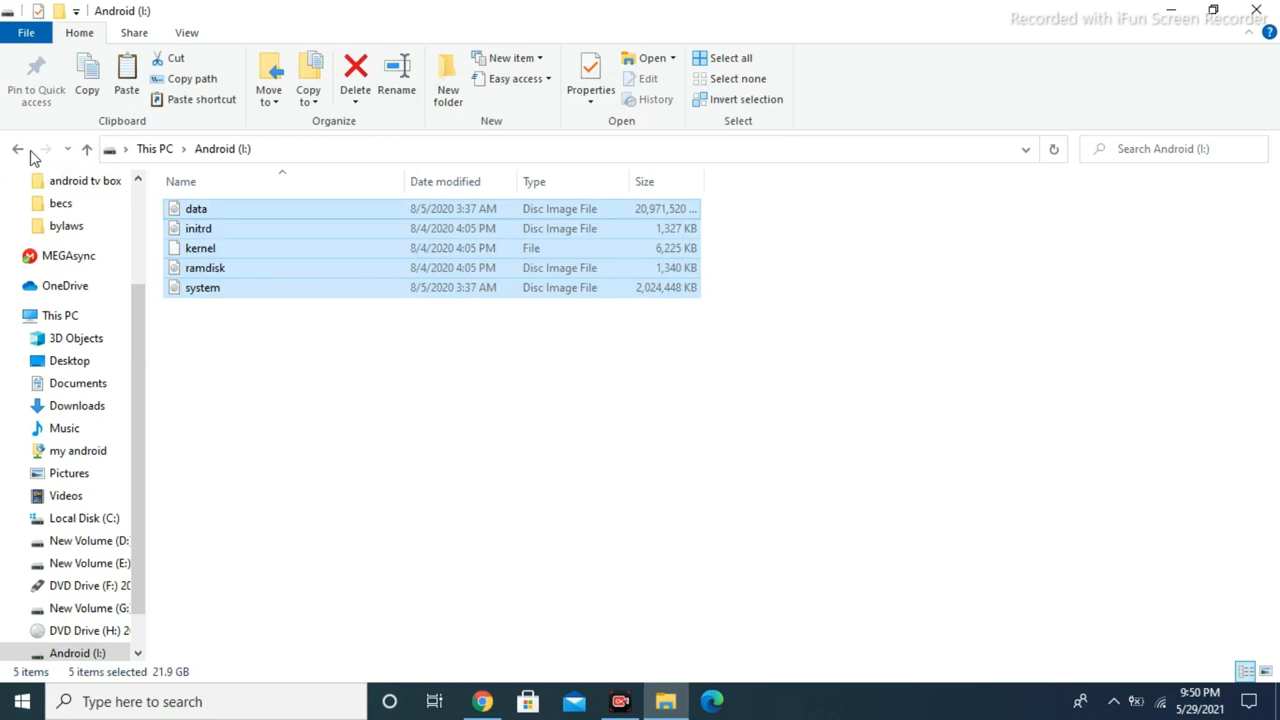 Android (I:)
Recorded with iFun Screen Recorder
File Home Share View
Pin to Quick access
Copy
Paste
Cut
Copy path
Paste shortcut
Clipboard
Move to
Copy to
Delete
Rename
Organize
New folder
New item
Easy access
New
Properties
Open
Edit
History
Open
Select all
Select none
Invert selection
Select
This PC Android (I:)
Search Android (I:)
android tv box
becs
bylaws
MEGAsync
OneDrive
This PC
3D Objects
Desktop
Documents
Downloads
Music
my android
Pictures
Videos
Local Disk (C:)
New Volume (D:
New Volume (E:)
DVD Drive (F:) 20
New Volume (G:
DVD Drive (H:) 2
Android (I:)
Name Date modified Type Size
data 8/5/2020 3:37 AM Disc Image File 20,971,520 ...
initrd 8/4/2020 4:05 PM Disc Image File 1,327 KB
kernel 8/4/2020 4:05 PM File 6,225 KB
ramdisk 8/4/2020 4:05 PM Disc Image File 1,340 KB
system 8/5/2020 3:37 AM Disc Image File 2,024,448 KB
5 items 5 items selected 21.9 GB
Type here to search
9:50 PM
5/29/2021